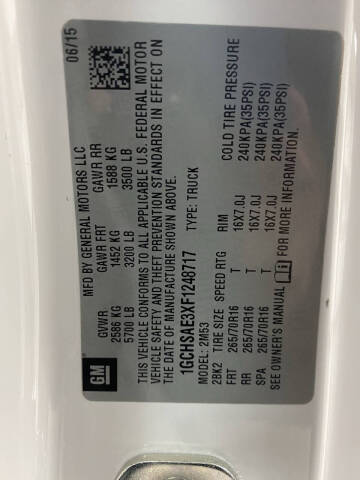 06/15
GM
MFD BY GENERAL MOTORS LLC
GVWR GAWR FRT GAWR RR
2586 KG 1452 KG 1588 KG
5700 LB 3200 LB 3500 LB
THIS VEHICLE CONFORMS TO ALL APPLICABLE U.S. FEDERAL MOTOR
VEHICLE SAFETY AND THEFT PREVENTION STANDARDS IN EFFECT ON
THE DATE OF MANUFACTURE SHOWN ABOVE.
1GCHSAE3XF1248717
MODEL: 2M53 TYPE: TRUCK
2BK2 TIRE SIZE SPEED RTG RIM COLD TIRE PRESSURE
FRT 265/70R16 T 16X7.0J 240KPA(35PSI)
RR 265/70R16 T 16X7.0J 240KPA(35PSI)
SPA 265/70R16 T 16X7.0J 240KPA(35PSI)
SEE OWNER'S MANUAL FOR MORE INFORMATION.